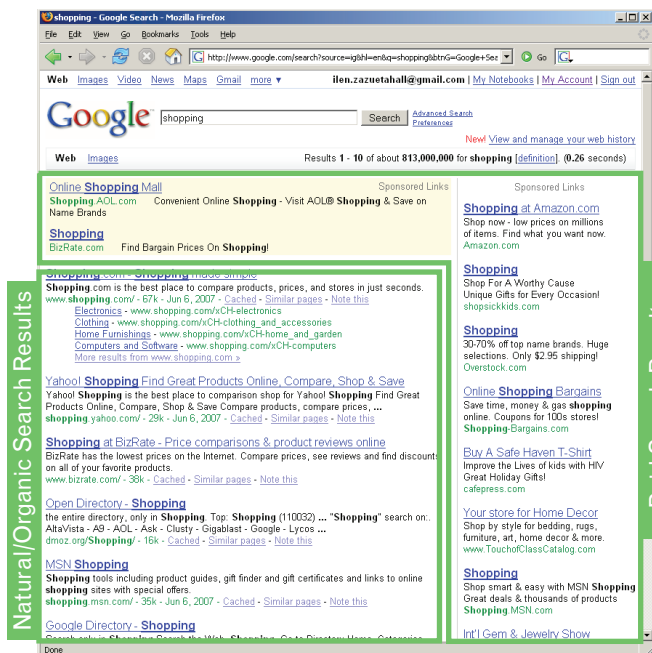 shopping - Google Search - Mozilla Firefox
File Edit View Go Bookmarks Tools Help
http://www.google.com/search?source=ig&hl=en&q=shopping&btnG=Google+Sea Go
Web Images Video News Maps Gmail more ▼ ilen.zazuetahall@gmail.com | My Notebooks | My Account | Sign out
Google shopping Search Advanced Search
Preferences
New! View and manage your web history
Web Images Results 1 - 10 of about 813,000,000 for shopping [definition]. (0.26 seconds)
Online Shopping Mall Sponsored Links
Shopping.AOL.com Convenient Online Shopping - Visit AOL® Shopping & Save on
Name Brands
Shopping
BizRate.com Find Bargain Prices On Shopping!
Natural/Organic Search Results
Shopping.com - Shopping made simple
Shopping.com is the best place to compare products, prices, and stores in just seconds.
www.shopping.com/ - 67k - Jun 6, 2007 - Cached - Similar pages - Note this
Electronics - www.shopping.com/xCH-electronics
Clothing - www.shopping.com/xCH-clothing_and_accessories
Home Furnishings - www.shopping.com/xCH-home_and_garden
Computers and Software - www.shopping.com/xCH-computers
More results from www.shopping.com »
Yahoo! Shopping Find Great Products Online, Compare, Shop & Save
Yahoo! Shopping is the best place to comparison shop for Yahoo! Shopping Find Great
Products Online, Compare, Shop & Save Compare products, compare prices, ...
shopping.yahoo.com/ - 29k - Jun 6, 2007 - Cached - Similar pages - Note this
Shopping at BizRate - Price comparisons & product reviews online
BizRate has the lowest prices on the Internet. Compare prices, see reviews and find discounts
on all of your favorite products.
www.bizrate.com/ - 38k - Cached - Similar pages - Note this
Open Directory - Shopping
the entire directory, only in Shopping. Top: Shopping (110032) ... "Shopping" search on:.
AltaVista - A9 - AOL - Ask - Clusty - Gigablast - Google - Lycos ...
dmoz.org/Shopping/ - 16k - Cached - Similar pages - Note this
MSN Shopping
Shopping tools including product guides, gift finder and gift certificates and links to online
shopping sites with special offers.
shopping.msn.com/ - 35k - Jun 6, 2007 - Cached - Similar pages - Note this
Google Directory - Shopping
Sponsored Links
Shopping at Amazon.com
Shop now - low prices on millions
of items. Find what you want now.
Amazon.com
Shopping
Shop For A Worthy Cause
Unique Gifts for Every Occasion!
shopsickkids.com
Shopping
30-70% off top name brands. Huge
selections. Only $2.95 shipping!
Overstock.com
Online Shopping Bargains
Save time, money & gas shopping
online. Coupons for 100s stores!
Shopping-Bargains.com
Buy A Safe Haven T-Shirt
Improve the Lives of kids with HIV
Great Holiday Gifts!
cafepress.com
Your store for Home Decor
Shop by style for bedding, rugs,
furniture, art, home decor & more.
www.TouchofClassCatalog.com
Shopping
Shop smart & easy with MSN Shopping
Great deals & thousands of products
Shopping.MSN.com
Int'l Gem & Jewelry Show
Done